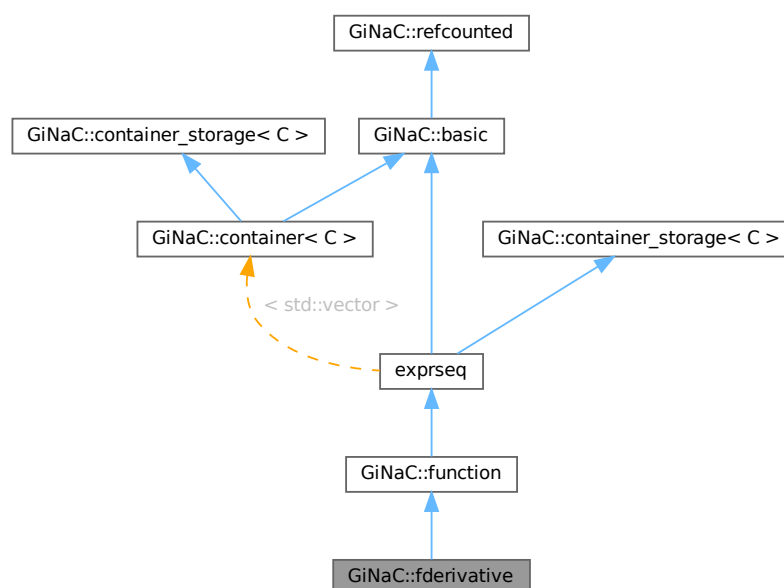 GiNaC::refcounted
GiNaC::container_storage< C >
GiNaC::basic
GiNaC::container< C >
GiNaC::container_storage< C >
< std::vector >
exprseq
GiNaC::function
GiNaC::fderivative